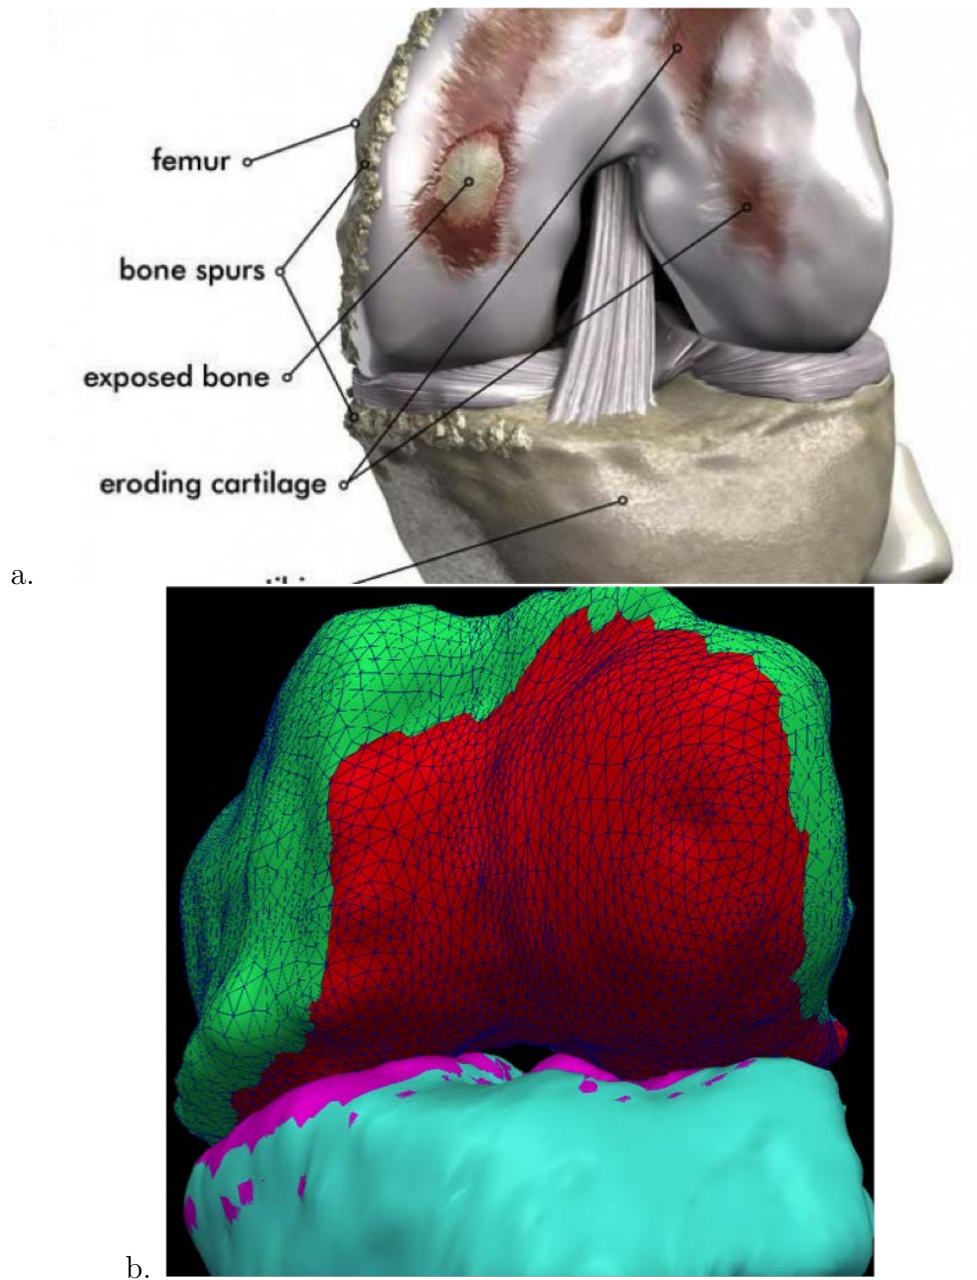 femur
bone spurs
exposed bone
eroding cartilage
a.
b.